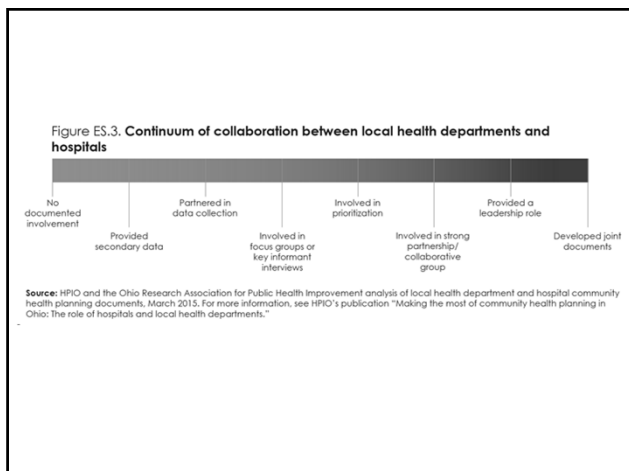 Figure ES.3. Continuum of collaboration between local health departments and
hospitals
No
documented
involvement
Provided
secondary data
Partnered in
data collection
Involved in
focus groups or
key informant
interviews
Involved in
prioritization
Involved in strong
partnership/
collaborative
group
Provided a
leadership role
Developed joint
documents
Source: HPIO and the Ohio Research Association for Public Health Improvement analysis of local health department and hospital community
health planning documents, March 2015. For more information, see HPIO's publication “Making the most of community health planning in
Ohio: The role of hospitals and local health departments.”